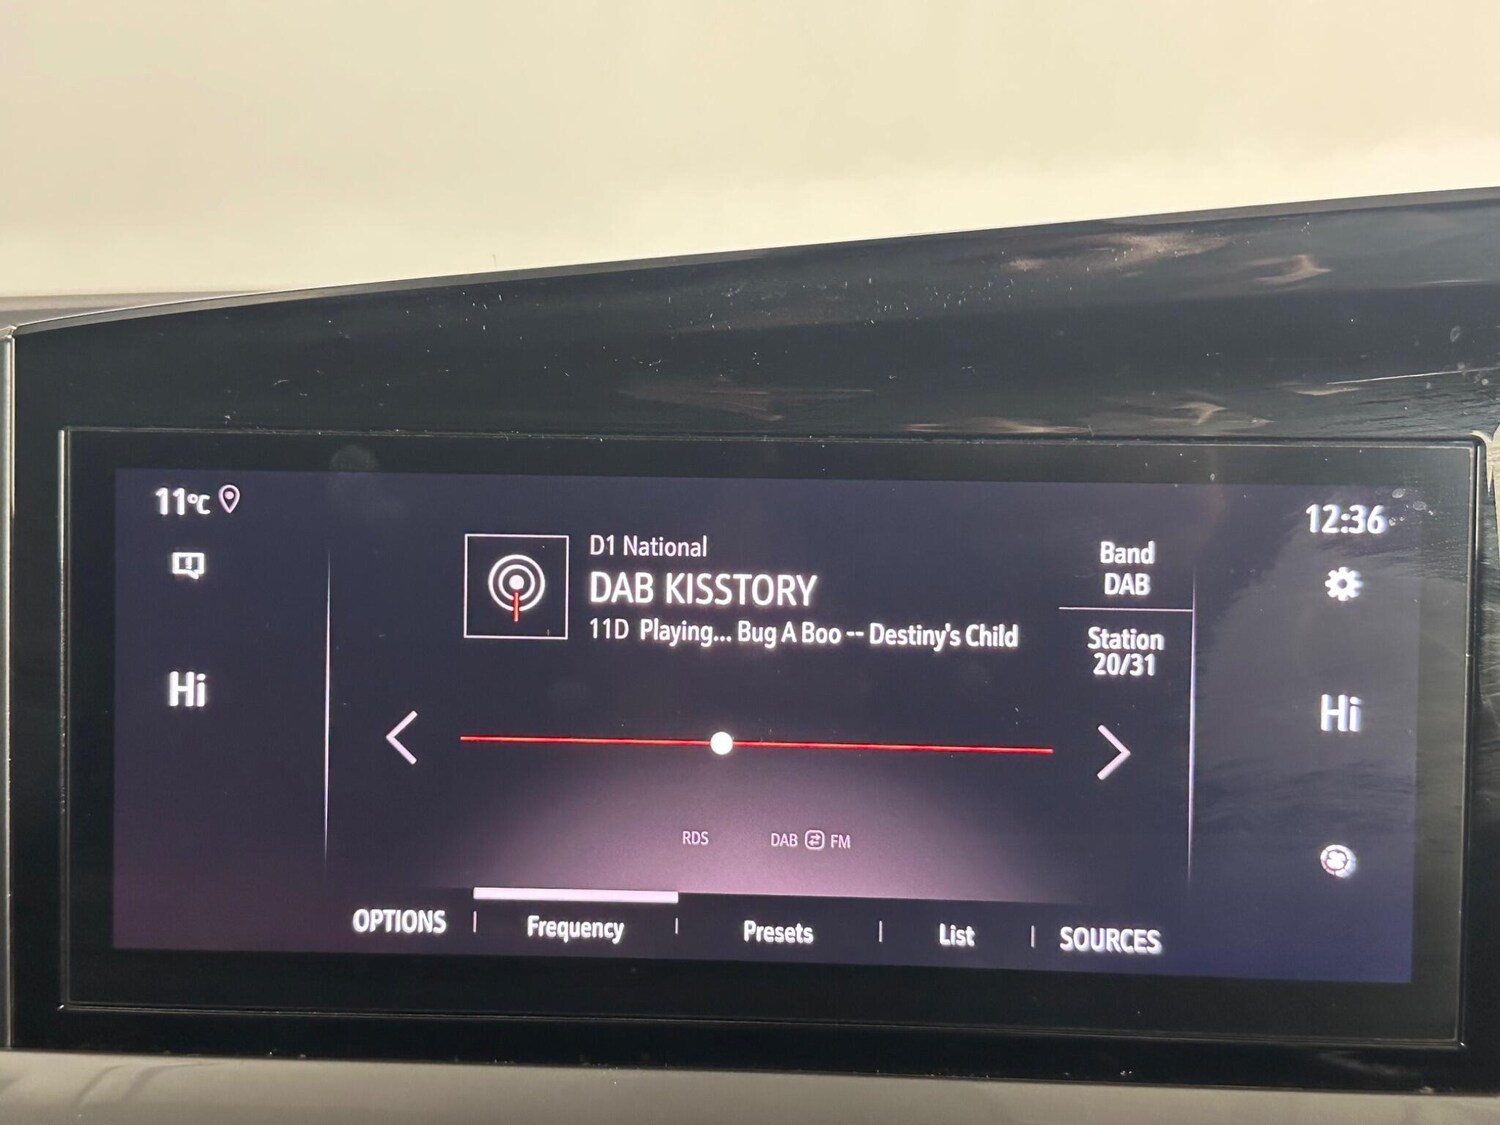 11°C
12:36
D1 National
DAB KISSTORY
11D Playing... Bug A Boo -- Destiny's Child
Band
DAB
Station
20/31
Hi
Hi
RDS
DAB FM
OPTIONS
Frequency
Presets
List
SOURCES